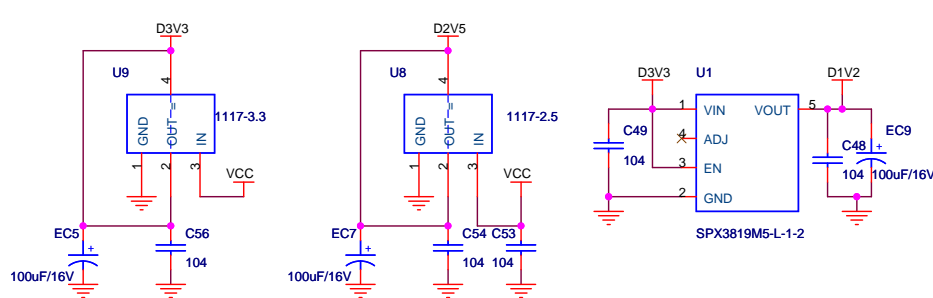 D3V3
U9
4
GND
OUT
IN
1117-3.3
1
2
3
VCC
EC5
+
100uF/16V
C56
104
D2V5
U8
4
GND
OUT
IN
1117-2.5
1
2
3
VCC
EC7
+
100uF/16V
C54
104
C53
104
D3V3
U1
D1V2
1
VIN
VOUT
5
4
ADJ
3
EN
2
GND
C49
104
C48
104
EC9
+
100uF/16V
SPX3819M5-L-1-2